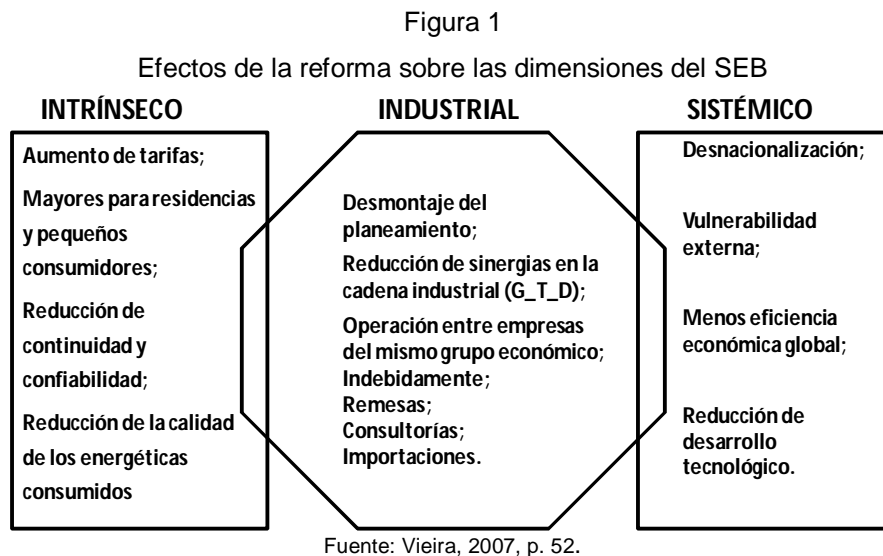 Figura 1
Efectos de la reforma sobre las dimensiones del SEB
INTRÍNSECO
Aumento de tarifas;
Mayores para residencias
y pequeños
consumidores;
Reducción de
continuidad y
confiabilidad;
Reducción de la calidad
de los energéticas
consumidos
INDUSTRIAL
Desmontaje del
planeamiento;
Reducción de sinergias en la
cadena industrial (G_T_D);
Operación entre empresas
del mismo grupo económico;
Indebidamente;
Remesas;
Consultorías;
Importaciones.
SISTÉMICO
Desnacionalización;
Vulnerabilidad
externa;
Menos eficiencia
económica global;
Reducción de
desarrollo
tecnológico.
Fuente: Vieira, 2007, p. 52.